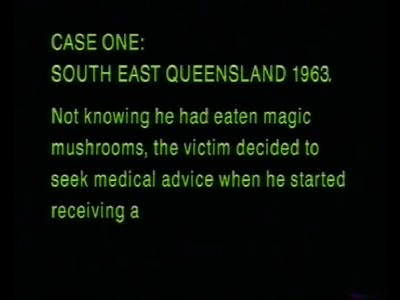 CASE ONE:
SOUTH EAST QUEENSLAND 1963.
Not knowing he had eaten magic
mushrooms, the victim decided to
seek medical advice when he started
receiving a